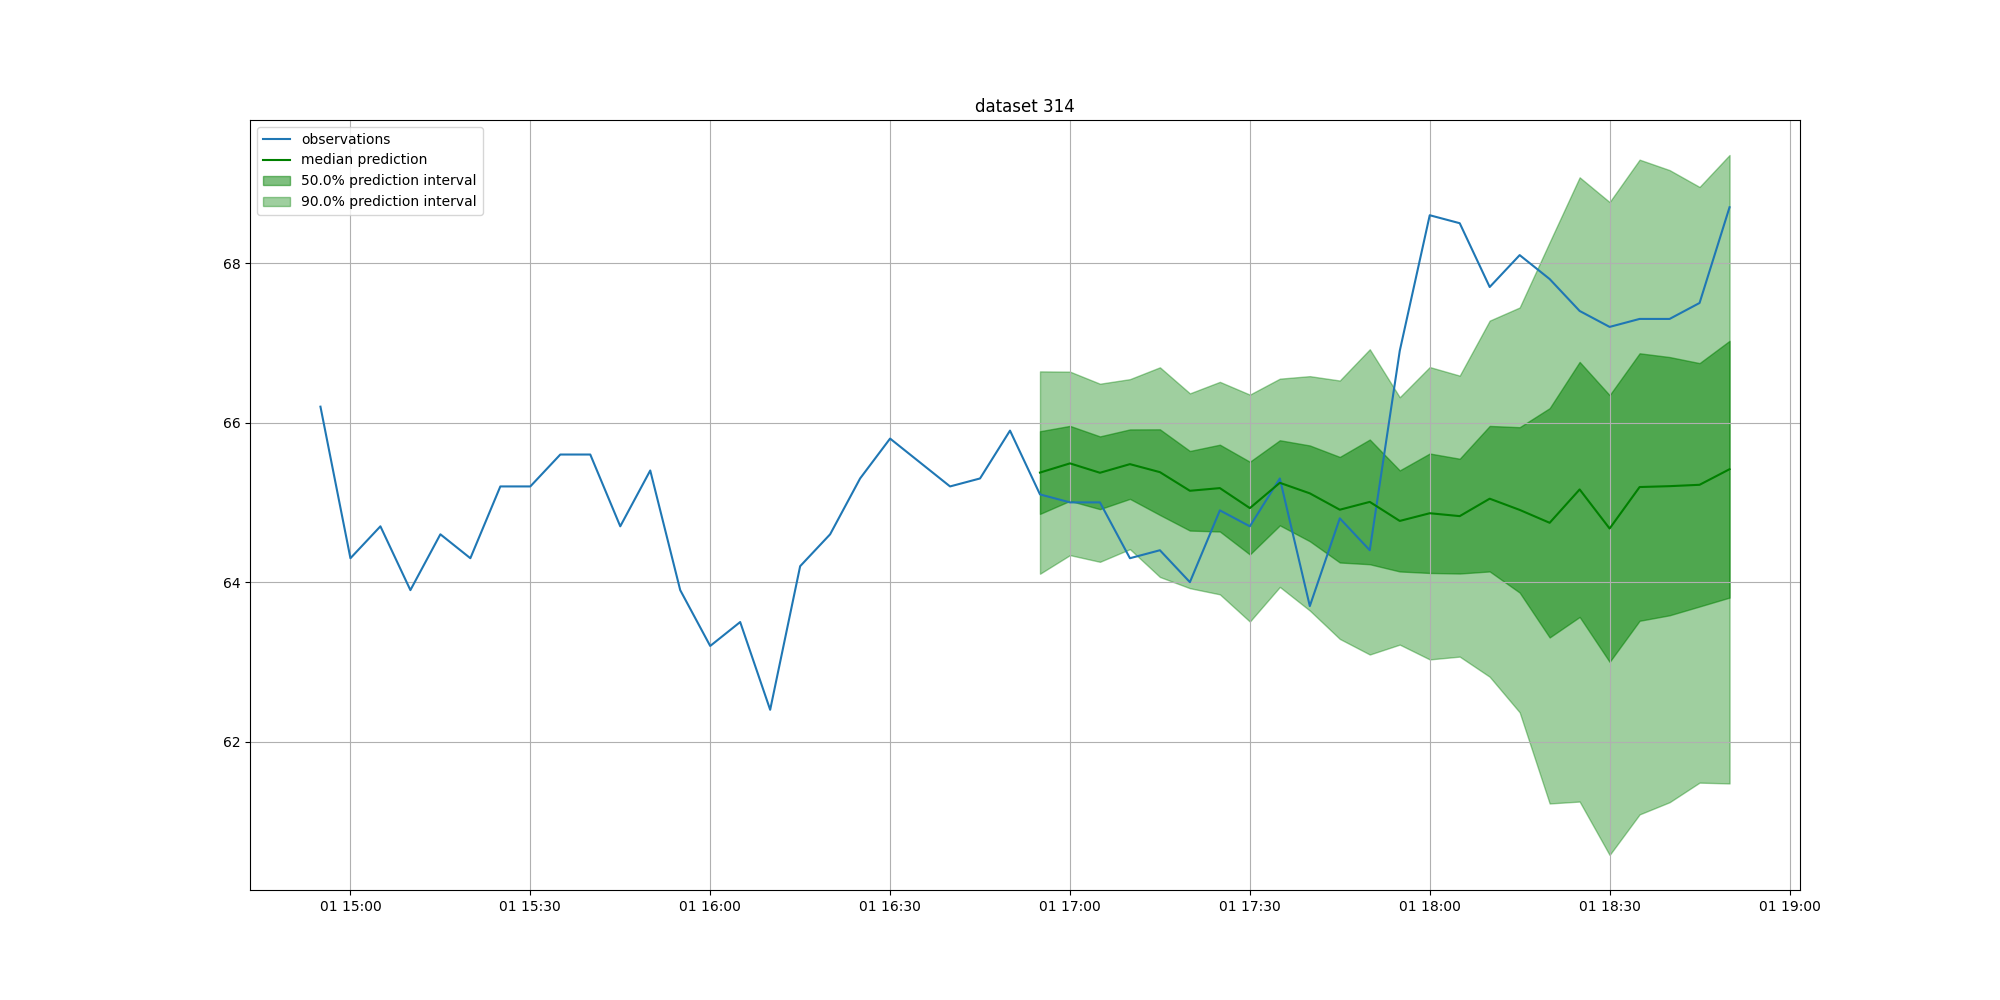 dataset 314
observations
median prediction
50.0% prediction interval
90.0% prediction interval
68
66
64
62
01 15:00 01 15:30 01 16:00 01 16:30 01 17:00 01 17:30 01 18:00 01 18:30 01 19:00